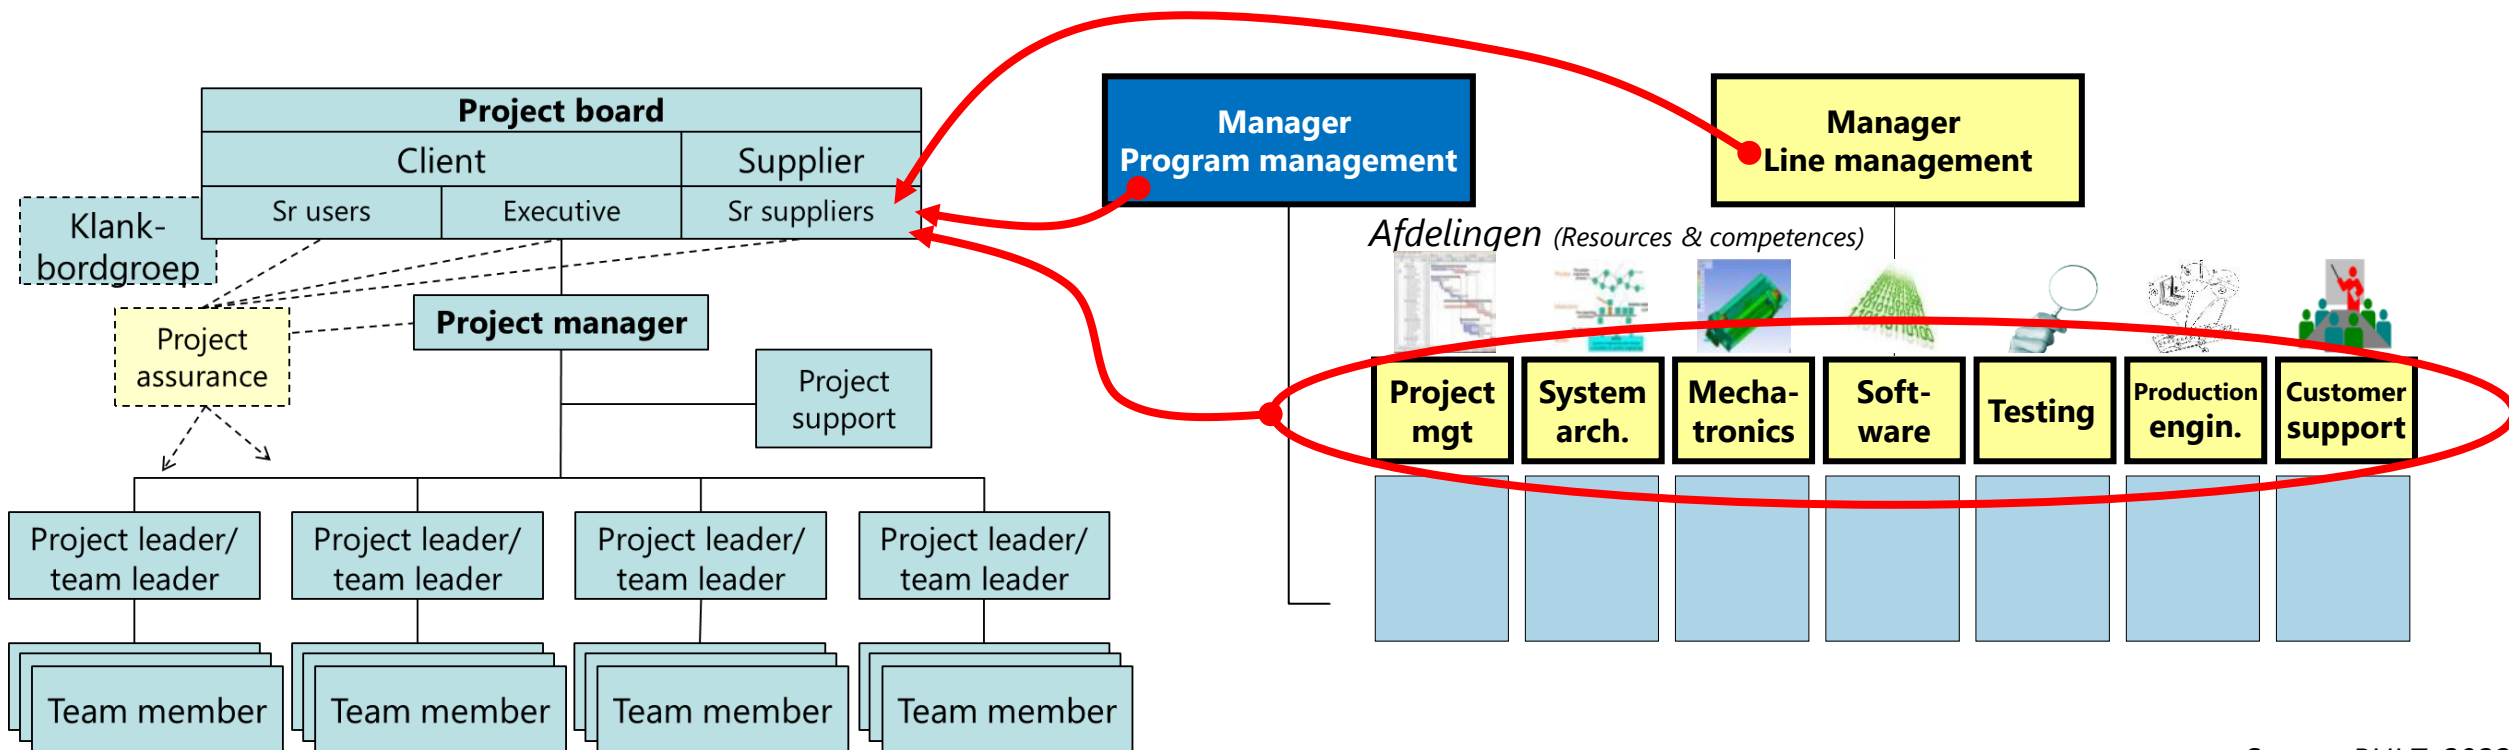 Project board
Client
Supplier
Sr users
Executive
Sr suppliers
Klank-
bordgroep
Project
assurance
Project manager
Project
support
Project leader/
team leader
Project leader/
team leader
Project leader/
team leader
Project leader/
team leader
Team member
Team member
Team member
Team member
Manager
Program management
Manager
Line management
Afdelingen (Resources & competences)
Project
mgt
System
arch.
Mecha-
tronics
Soft-
ware
Testing
Production
engin.
Customer
support